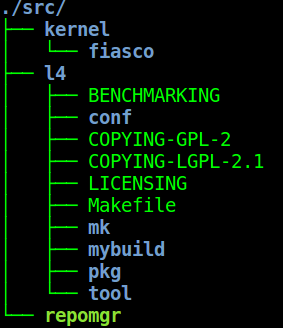 ./src/
├── kernel
│   └── fiasco
├── l4
│   ├── BENCHMARKING
│   ├── conf
│   ├── COPYING-GPL-2
│   ├── COPYING-LGPL-2.1
│   ├── LICENSING
│   ├── Makefile
│   ├── mk
│   ├── mybuild
│   ├── pkg
│   └── tool
└── repomgr